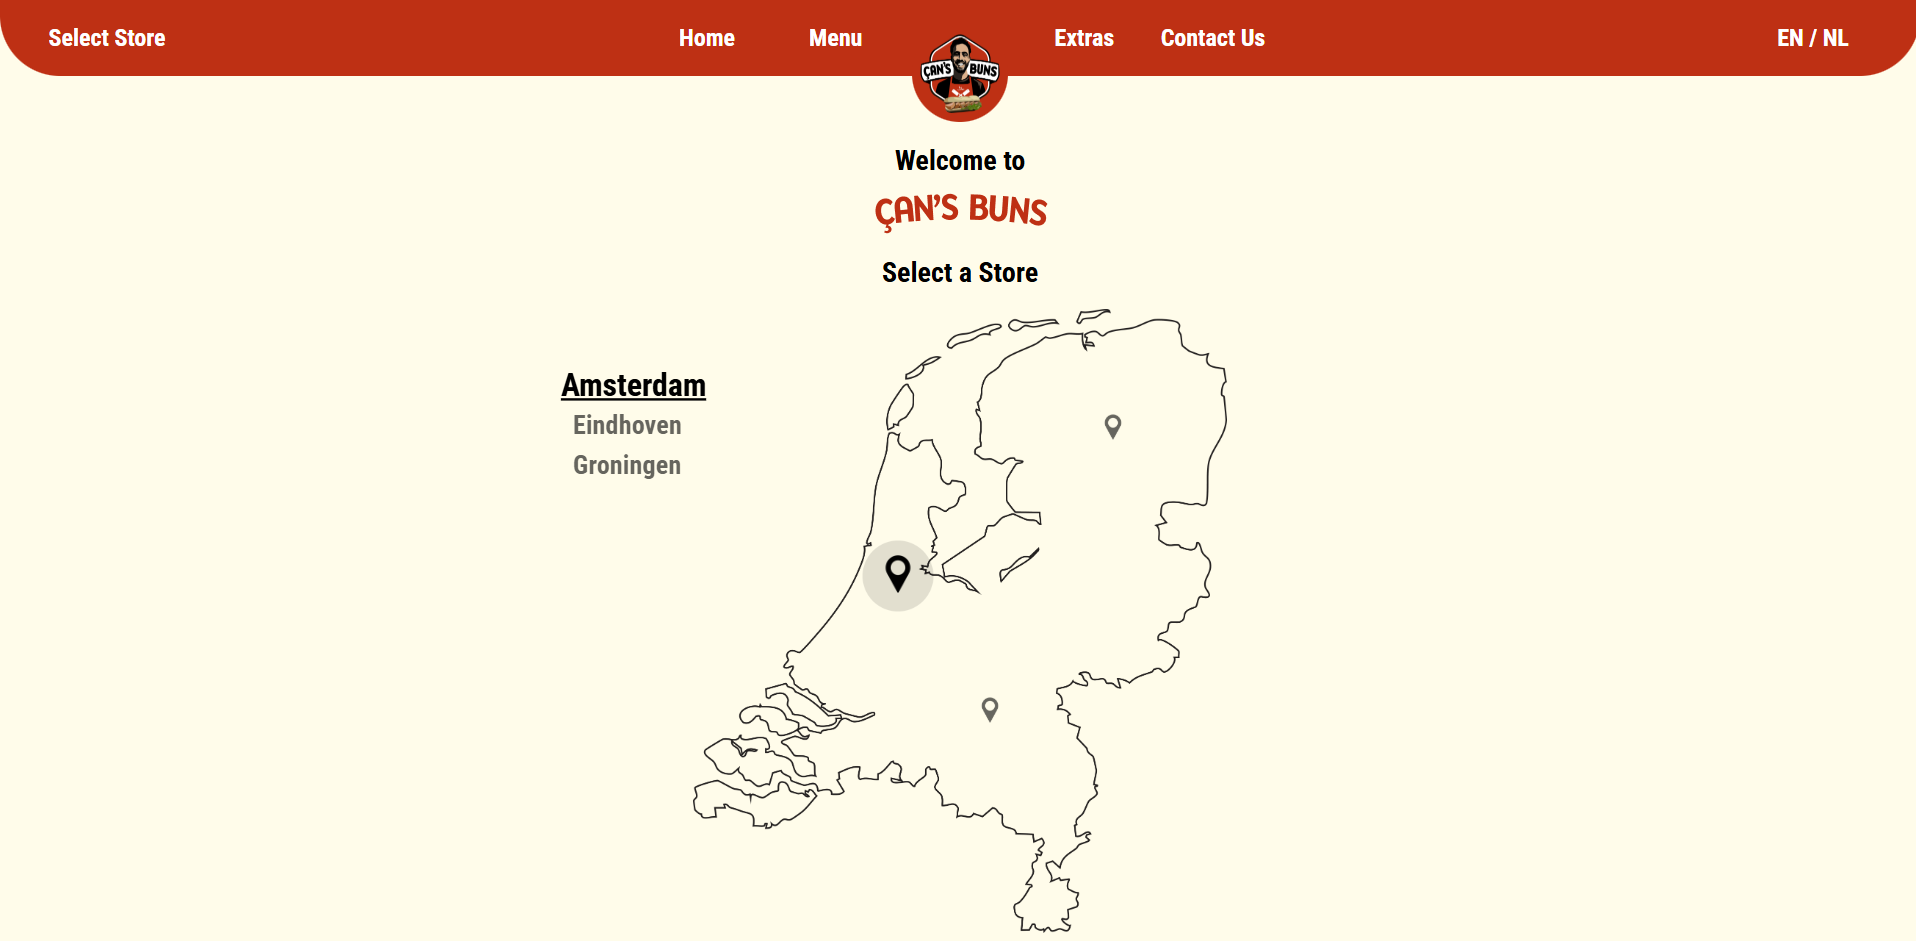 Select Store Home Menu Extras Contact Us EN / NL
ÇAN'S BUNS
Welcome to
ÇAN'S BUNS
Select a Store
Amsterdam
Eindhoven
Groningen